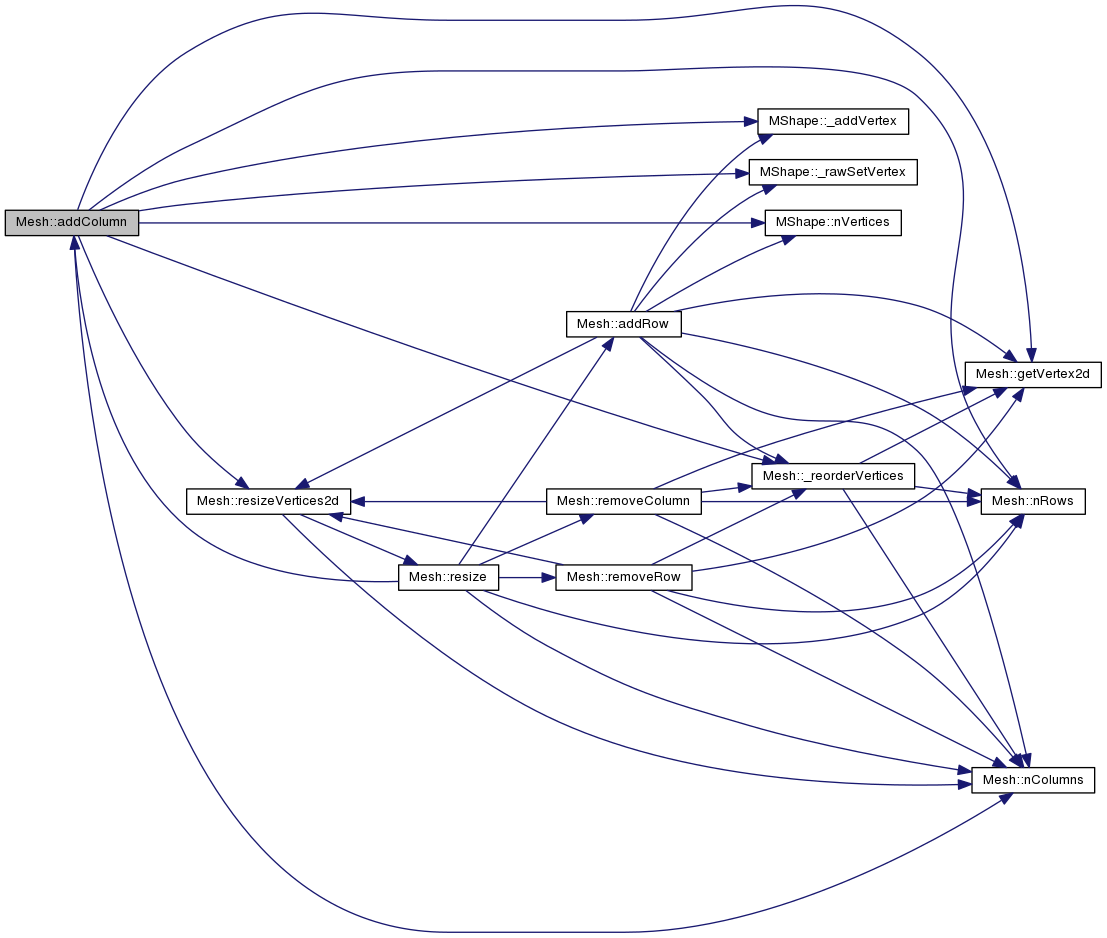 MShape::_addVertex
MShape::_rawSetVertex
Mesh::addColumn
MShape::nVertices
Mesh::addRow
Mesh::getVertex2d
Mesh::_reorderVertices
Mesh::resizeVertices2d
Mesh::removeColumn
Mesh::nRows
Mesh::resize
Mesh::removeRow
Mesh::nColumns